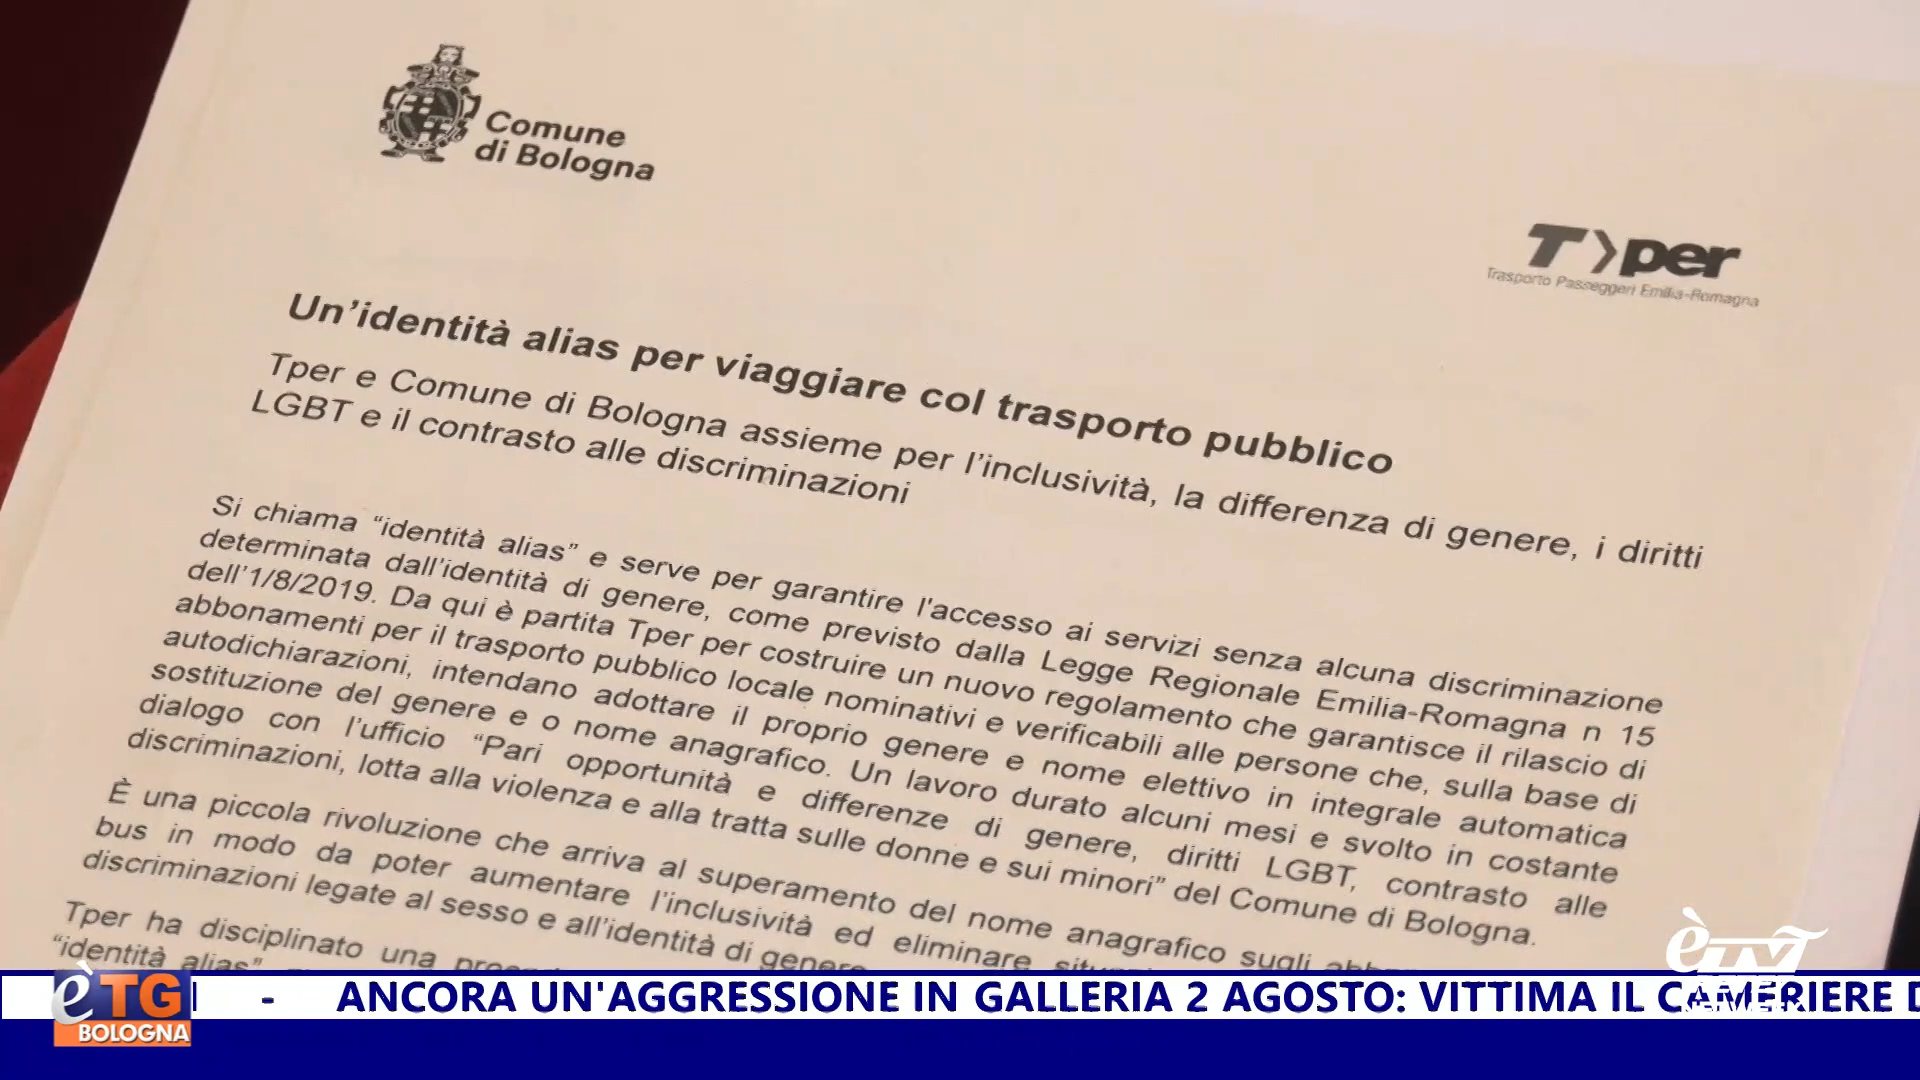 Comune
di Bologna
Tper
Trasporto Passeggeri Emilia-Romagna
Un'identità alias per viaggiare col trasporto pubblico
Tper e Comune di Bologna assieme per l'inclusività, la differenza di genere, i diritti
LGBT e il contrasto alle discriminazioni
Si chiama “identità alias” e serve per garantire l'accesso ai servizi senza alcuna discriminazione
determinata dall'identità di genere, come previsto dalla Legge Regionale Emilia-Romagna n 15
dell'1/8/2019. Da qui è partita Tper per costruire un nuovo regolamento che garantisce il rilascio di
abbonamenti per il trasporto pubblico locale nominativi e verificabili alle persone che, sulla base di
autodichiarazioni, intendano adottare il proprio genere e nome elettivo in integrale automatica
sostituzione del genere e o nome anagrafico. Un lavoro durato alcuni mesi e svolto in costante
dialogo con l'ufficio “Pari opportunità e differenze di genere, diritti LGBT, contrasto alle
discriminazioni, lotta alla violenza e alla tratta sulle donne e sui minori” del Comune di Bologna.
È una piccola rivoluzione che arriva al superamento del nome anagrafico sugli
bus in modo da poter aumentare l'inclusività ed eliminare
discriminazioni legate al sesso e all'identità di genere
Tper ha disciplinato una
“identità alias”
èTV
èTG
BOLOGNA
- ANCORA UN'AGGRESSIONE IN GALLERIA 2 AGOSTO: VITTIMA IL CAMERIERE D